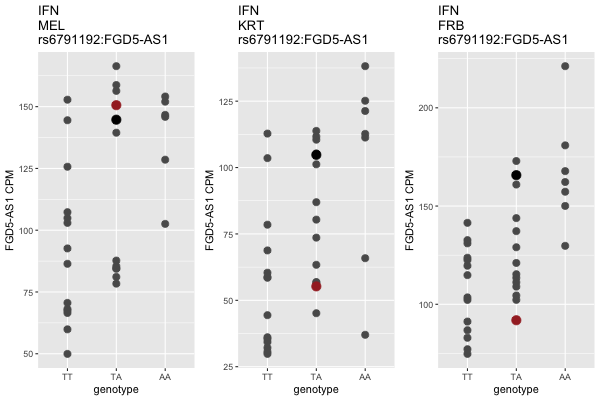 IFN
MEL
rs6791192:FGD5-AS1
FGD5-AS1 CPM
150
125
100
75
50
TT TA AA
genotype
IFN
KRT
rs6791192:FGD5-AS1
FGD5-AS1 CPM
125
100
75
50
25
TT TA AA
genotype
IFN
FRB
rs6791192:FGD5-AS1
FGD5-AS1 CPM
200
150
100
TT TA AA
genotype